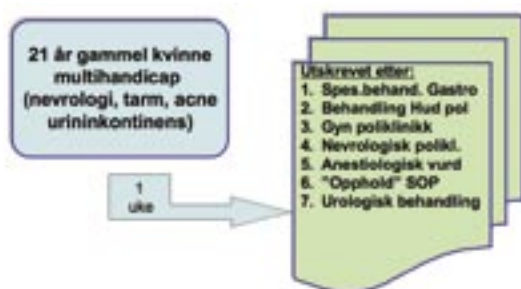 21 år gammel kvinne
multihandicap
(nevrologi, tarm, acne
urininkontinens)
1
uke
Utskrevet etter:
1. Spes.behand. Gastro
2. Behandling Hud pol
3. Gyn poliklinikk
4. Nevrologisk polikl.
5. Anestiologisk vurd
6. "Opphold" SOP
7. Urologisk behandling